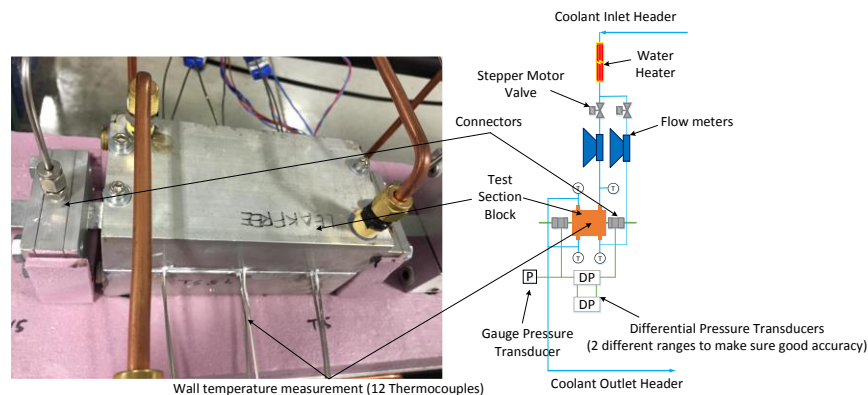 Coolant Inlet Header
Water
Heater
Stepper Motor
Valve
Connectors
Flow meters
Test
Section
Block
T
T
T
T
LEAKFREE
P
DP
DP
Gauge Pressure
Transducer
Differential Pressure Transducers
(2 different ranges to make sure good accuracy)
Wall temperature measurement (12 Thermocouples)
Coolant Outlet Header